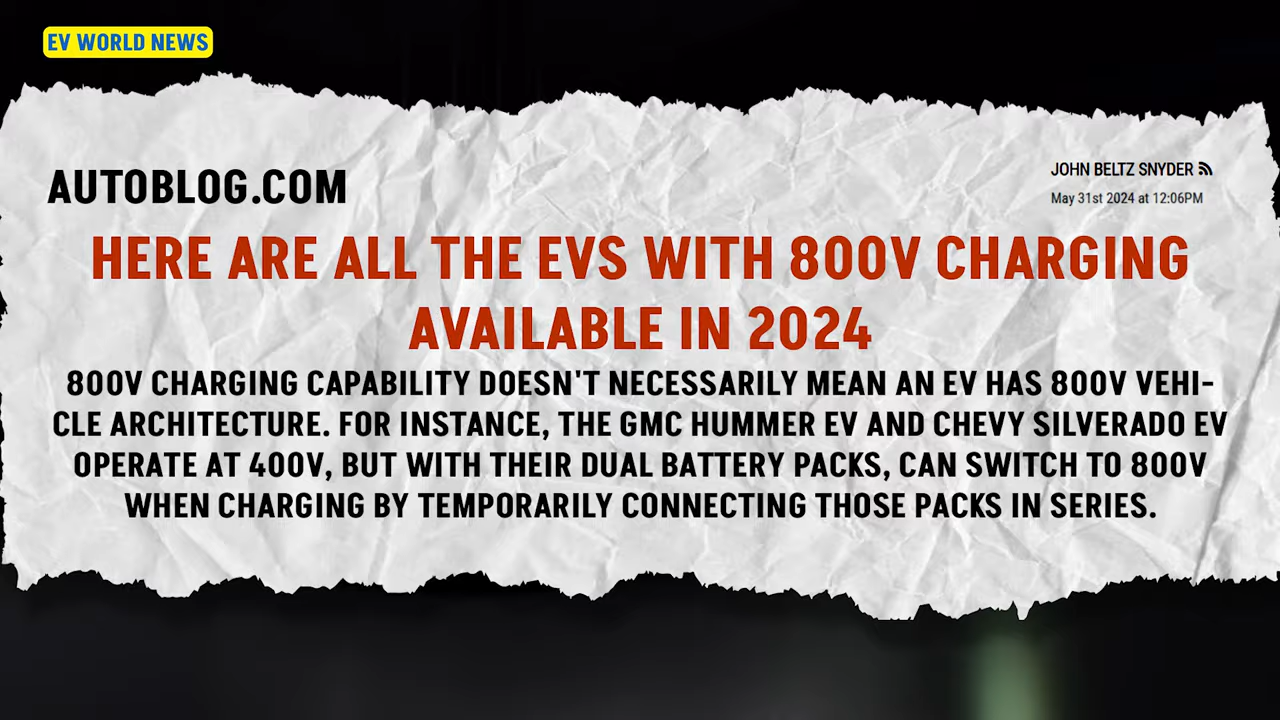 EV WORLD NEWS
AUTOBLOG.COM
JOHN BELTZ SNYDER
May 31st 2024 at 12:06PM
HERE ARE ALL THE EVS WITH 800V CHARGING
AVAILABLE IN 2024
800V CHARGING CAPABILITY DOESN'T NECESSARILY MEAN AN EV HAS 800V VEHI-
CLE ARCHITECTURE. FOR INSTANCE, THE GMC HUMMER EV AND CHEVY SILVERADO EV
OPERATE AT 400V, BUT WITH THEIR DUAL BATTERY PACKS, CAN SWITCH TO 800V
WHEN CHARGING BY TEMPORARILY CONNECTING THOSE PACKS IN SERIES.